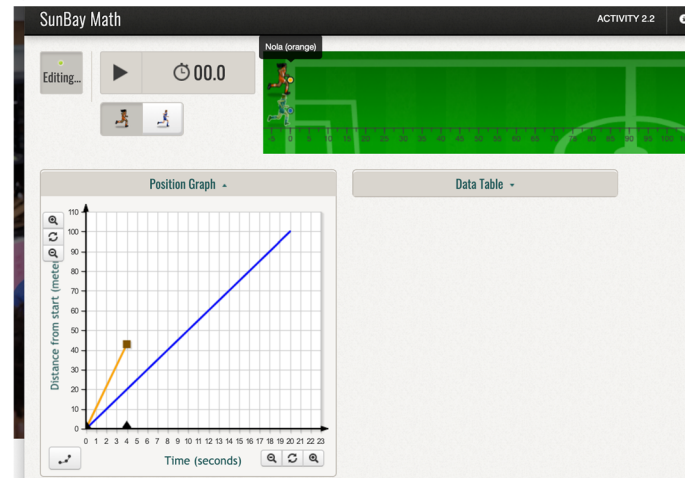 SunBay Math
ACTIVITY 2.2
Nola (orange)
Editing...
00.0
-5 0 5 10 15 20 25 30 35 40 45 50 55 60 65 70 75 80 85 90 95 100
Position Graph
Data Table
110
100
90
80
70
60
50
40
30
20
10
0
Distance from start (meter
0 1 2 3 4 5 6 7 8 9 10 11 12 13 14 15 16 17 18 19 20 21 22 23
Time (seconds)